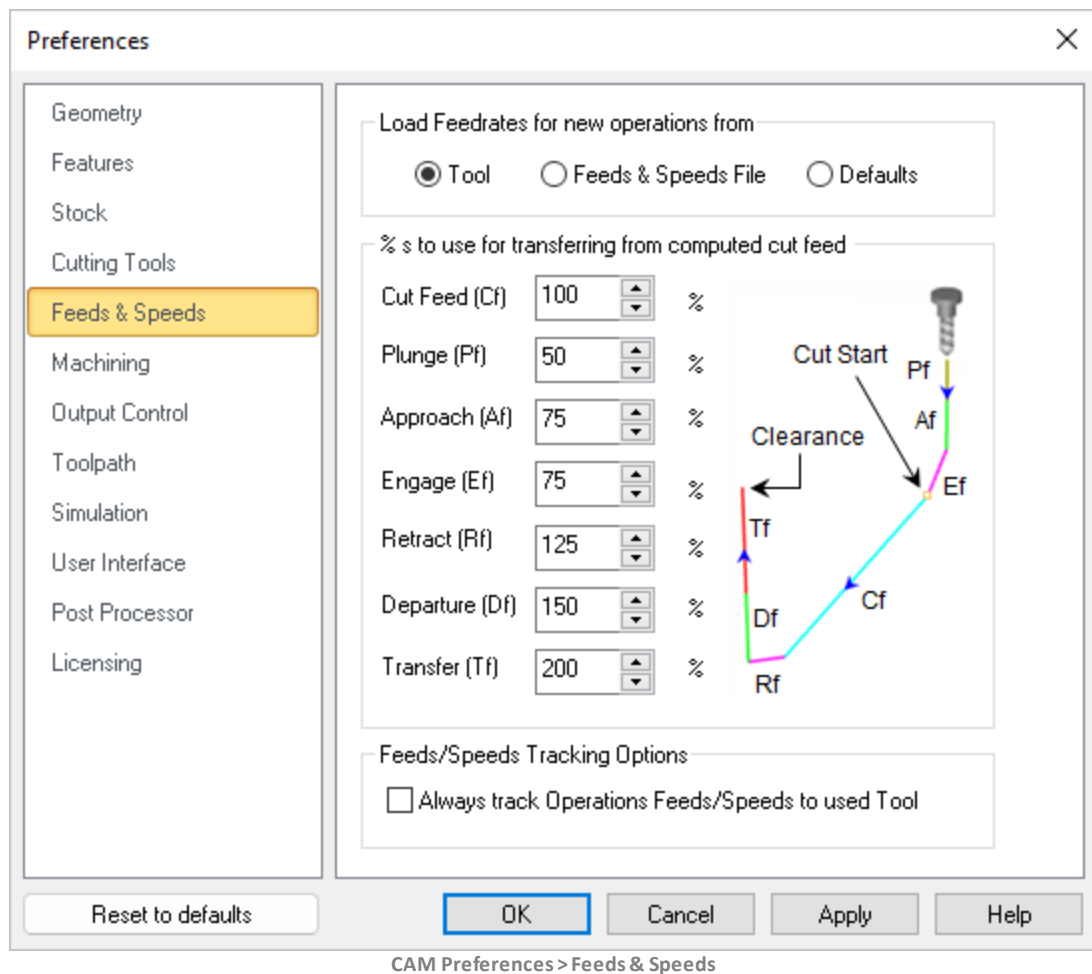 Preferences
Geometry
Features
Stock
Cutting Tools
Feeds & Speeds
Machining
Output Control
Toolpath
Simulation
User Interface
Post Processor
Licensing
Load Feedrates for new operations from
Tool Feeds & Speeds File Defaults
% s to use for transferring from computed cut feed
Cut Feed (Cf) 100 %
Plunge (Pf) 50 %
Approach (Af) 75 %
Engage (Ef) 75 %
Retract (Rf) 125 %
Departure (Df) 150 %
Transfer (Tf) 200 %
Cut Start
Pf
Af
Clearance
Ef
Tf
Cf
Df
Rf
Feeds/Speeds Tracking Options
Always track Operations Feeds/Speeds to used Tool
Reset to defaults OK Cancel Apply Help
CAM Preferences > Feeds & Speeds